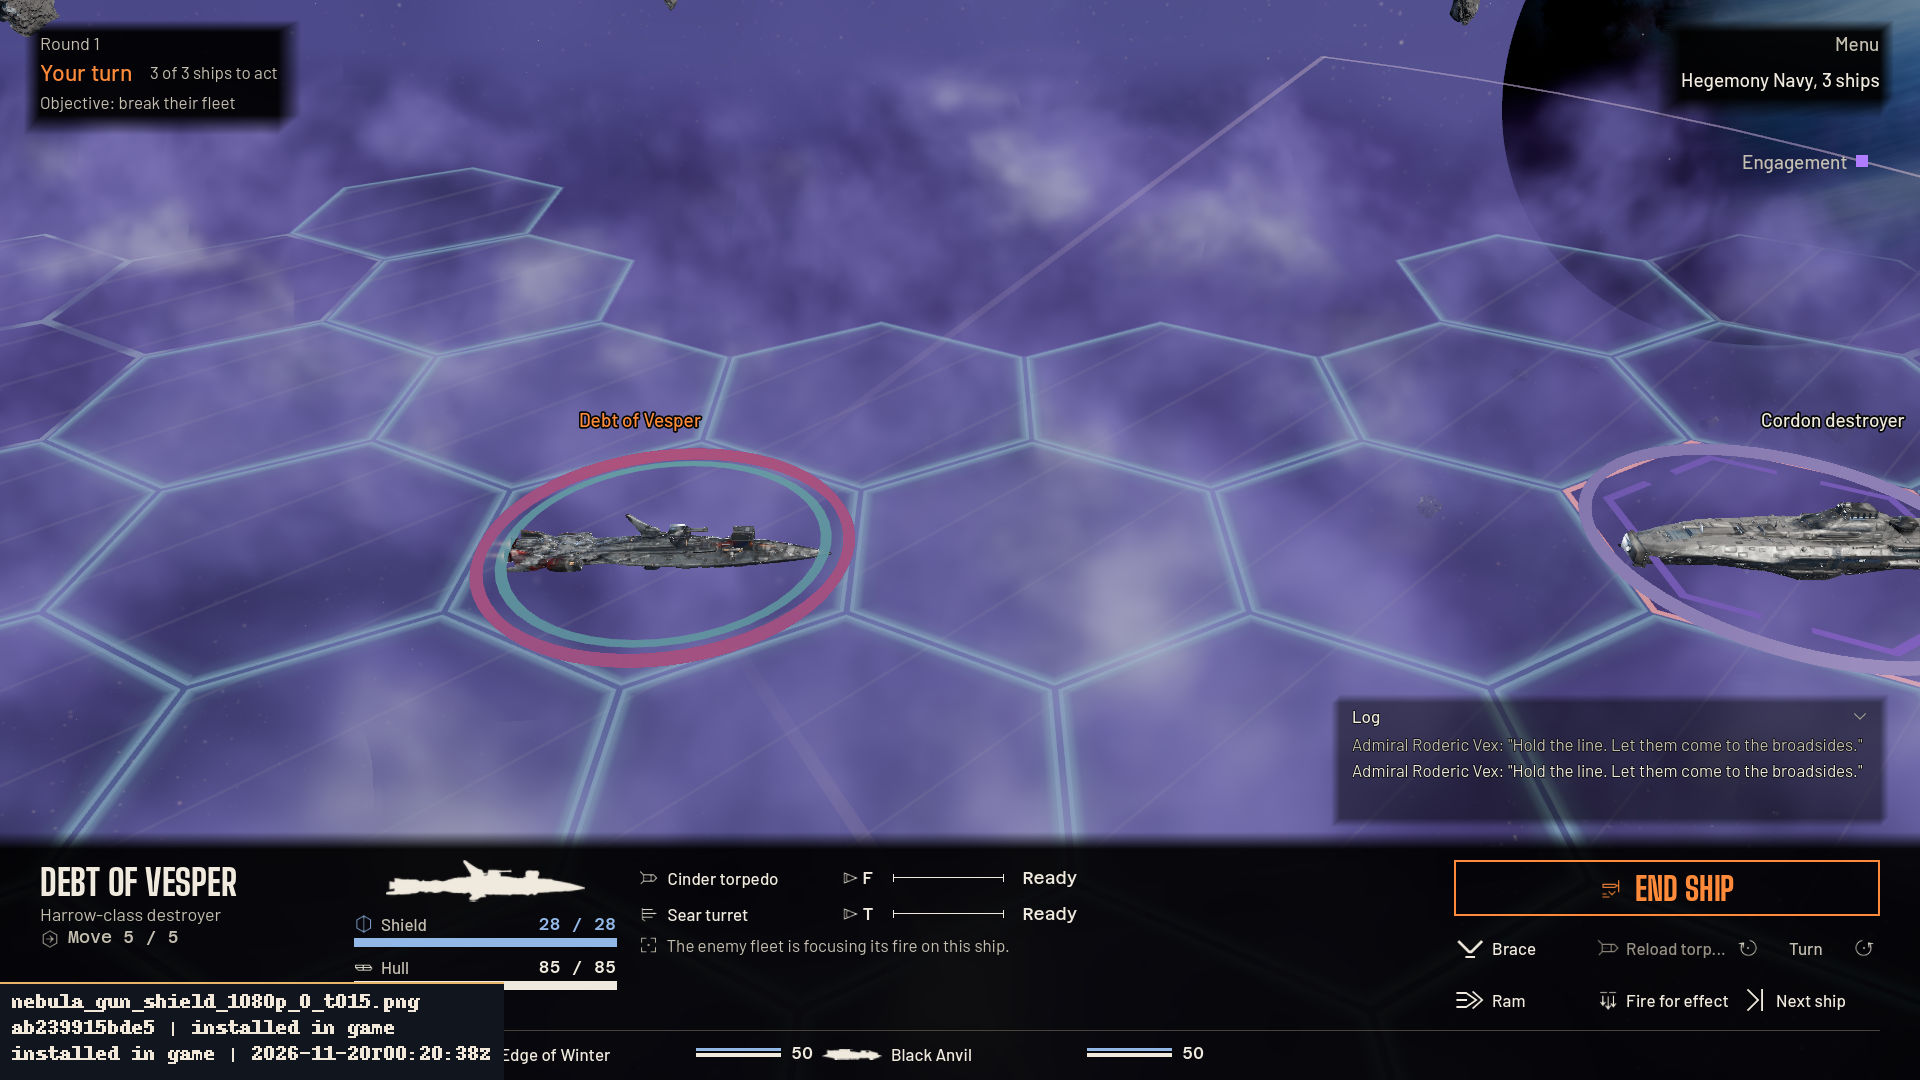 Round 1
Your turn 3 of 3 ships to act
Objective: break their fleet
Menu
Hegemony Navy, 3 ships
Engagement
Debt of Vesper
Cordon destroyer
Log
Admiral Roderic Vex: "Hold the line. Let them come to the broadsides."
Admiral Roderic Vex: "Hold the line. Let them come to the broadsides."
DEBT OF VESPER
Harrow-class destroyer
Move 5 / 5
Shield 28 / 28
Hull 85 / 85
Cinder torpedo F Ready
Sear turret T Ready
The enemy fleet is focusing its fire on this ship.
END SHIP
Brace Reload torp... Turn
Ram Fire for effect Next ship
nebula_gun_shield_1080p_0_t015.png
ab239915bde5 | installed in game
installed in game | 2026-11-20T00:20:38Z
Edge of Winter 50 Black Anvil 50